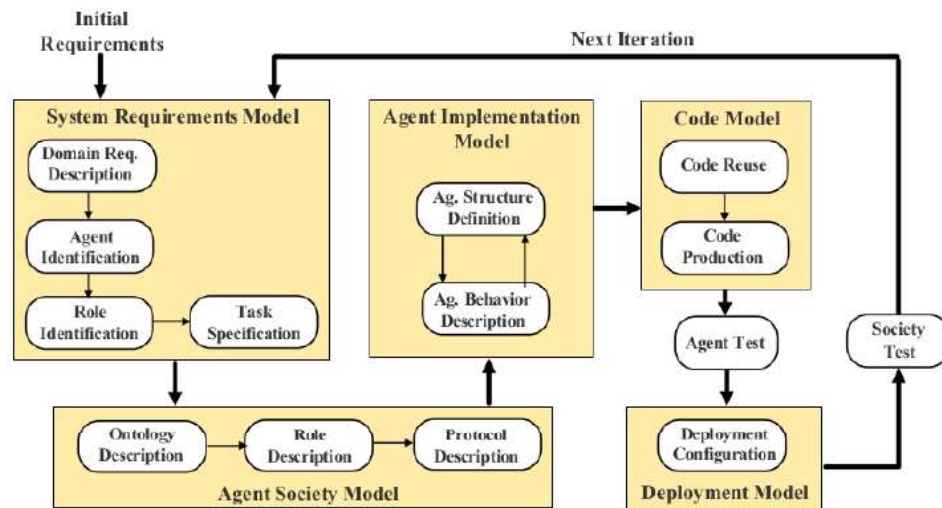 Initial
Requirements
Next Iteration
System Requirements Model
Domain Req.
Description
Agent
Identification
Role
Identification
Task
Specification
Agent Implementation
Model
Ag. Structure
Definition
Ag. Behavior
Description
Code Model
Code Reuse
Code
Production
Agent Test
Society
Test
Ontology
Description
Role
Description
Protocol
Description
Agent Society Model
Deployment
Configuration
Deployment Model